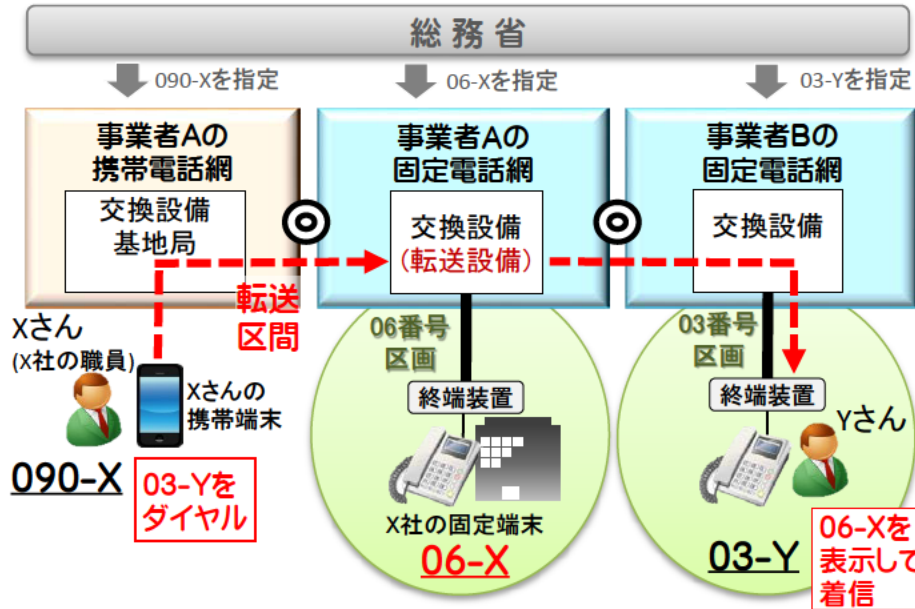 総務省
090-Xを指定
06-Xを指定
03-Yを指定
事業者Aの
携帯電話網
交換設備
基地局
事業者Aの
固定電話網
交換設備
(転送設備)
事業者Bの
固定電話網
交換設備
転送
区間
Xさん
(X社の職員)
Xさんの
携帯端末
090-X
03-Yを
ダイヤル
06番号
区画
終端装置
X社の固定端末
06-X
03番号
区画
終端装置
Yさん
03-Y
06-Xを
表示して
着信